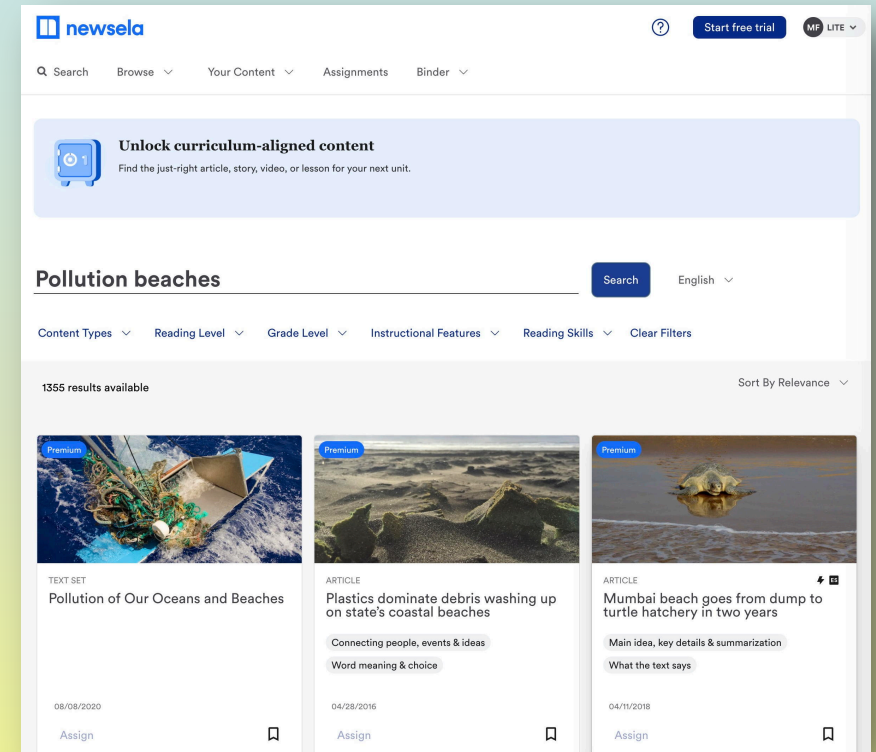 newsela
Start free trial
MF LITE
Search Browse Your Content Assignments Binder
Unlock curriculum-aligned content
Find the just-right article, story, video, or lesson for your next unit.
Pollution beaches
Search
English
Content Types Reading Level Grade Level Instructional Features Reading Skills Clear Filters
1355 results available
Sort By Relevance
Premium
TEXT SET
Pollution of Our Oceans and Beaches
08/08/2020
Assign
Premium
ARTICLE
Plastics dominate debris washing up
on state's coastal beaches
Connecting people, events & ideas
Word meaning & choice
04/28/2016
Assign
Premium
ARTICLE
ES
Mumbai beach goes from dump to
turtle hatchery in two years
Main idea, key details & summarization
What the text says
04/11/2018
Assign